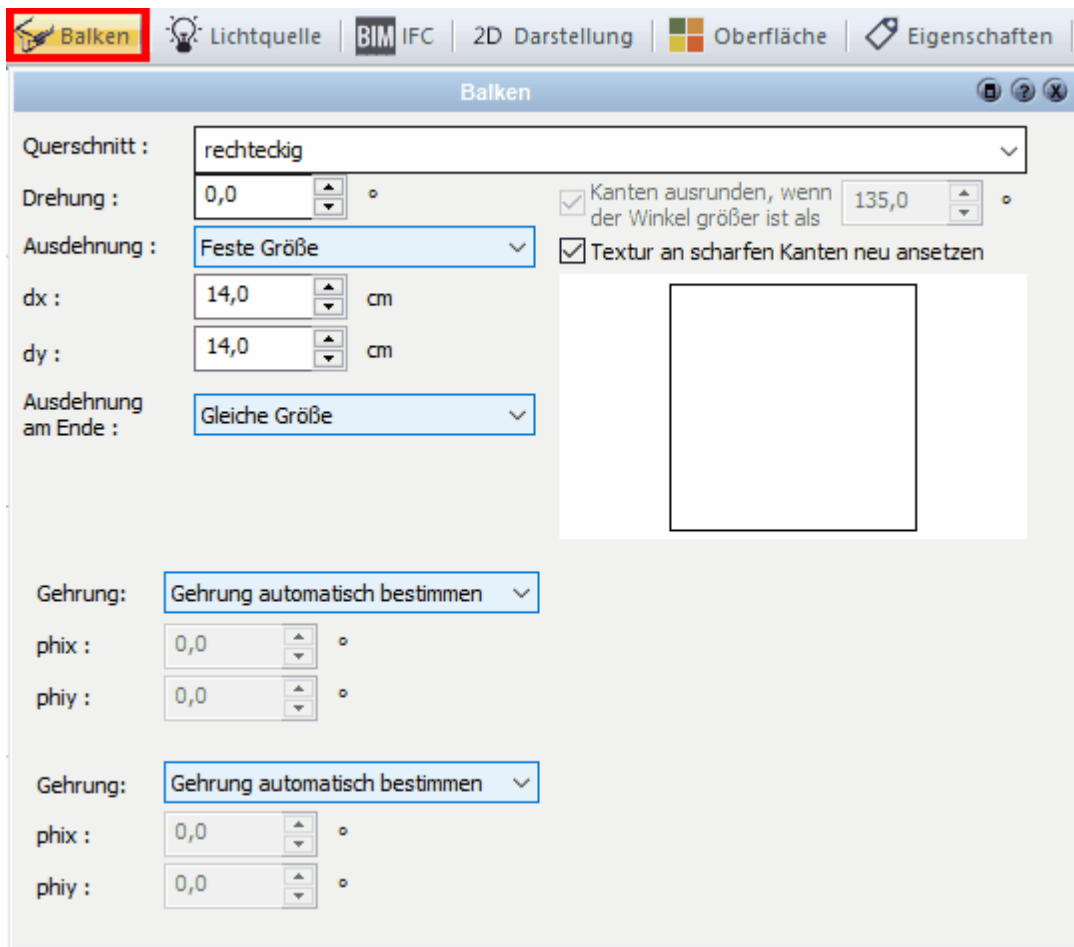 Balken Lichtquelle BIM IFC 2D Darstellung Oberfläche Eigenschaften
Balken
Querschnitt : rechteckig
Drehung : 0,0 °
Kanten ausrunden, wenn
der Winkel größer ist als 135,0 °
Ausdehnung : Feste Größe
Textur an scharfen Kanten neu ansetzen
dx : 14,0 cm
dy : 14,0 cm
Ausdehnung
am Ende : Gleiche Größe
Gehrung: Gehrung automatisch bestimmen
phix : 0,0 °
phiy : 0,0 °
Gehrung: Gehrung automatisch bestimmen
phix : 0,0 °
phiy : 0,0 °